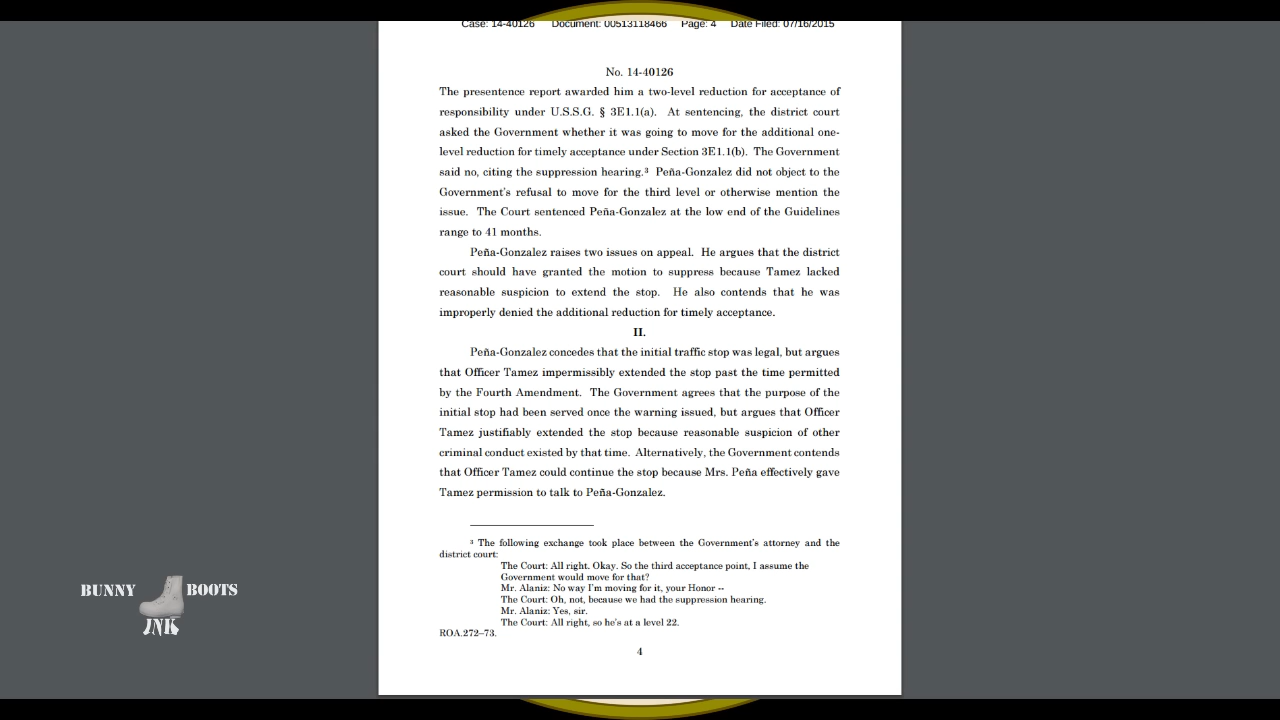 Case: 14-40126 Document: 00513118466 Page: 4 Date Filed: 07/16/2015
No. 14-40126
The presentence report awarded him a two-level reduction for acceptance of
responsibility under U.S.S.G. § 3E1.1(a). At sentencing, the district court
asked the Government whether it was going to move for the additional one-
level reduction for timely acceptance under Section 3E1.1(b). The Government
said no, citing the suppression hearing.³ Peña-Gonzalez did not object to the
Government's refusal to move for the third level or otherwise mention the
issue. The Court sentenced Peña-Gonzalez at the low end of the Guidelines
range to 41 months.
Peña-Gonzalez raises two issues on appeal. He argues that the district
court should have granted the motion to suppress because Tamez lacked
reasonable suspicion to extend the stop. He also contends that he was
improperly denied the additional reduction for timely acceptance.
II.
Peña-Gonzalez concedes that the initial traffic stop was legal, but argues
that Officer Tamez impermissibly extended the stop past the time permitted
by the Fourth Amendment. The Government agrees that the purpose of the
initial stop had been served once the warning issued, but argues that Officer
Tamez justifiably extended the stop because reasonable suspicion of other
criminal conduct existed by that time. Alternatively, the Government contends
that Officer Tamez could continue the stop because Mrs. Peña effectively gave
Tamez permission to talk to Peña-Gonzalez.
³ The following exchange took place between the Government's attorney and the
district court:
The Court: All right. Okay. So the third acceptance point, I assume the
Government would move for that?
Mr. Alaniz: No way I'm moving for it, your Honor --
The Court: Oh, not, because we had the suppression hearing.
Mr. Alaniz: Yes, sir.
The Court: All right, so he's at a level 22.
ROA.272–73.
4
BUNNY BOOTS
INK